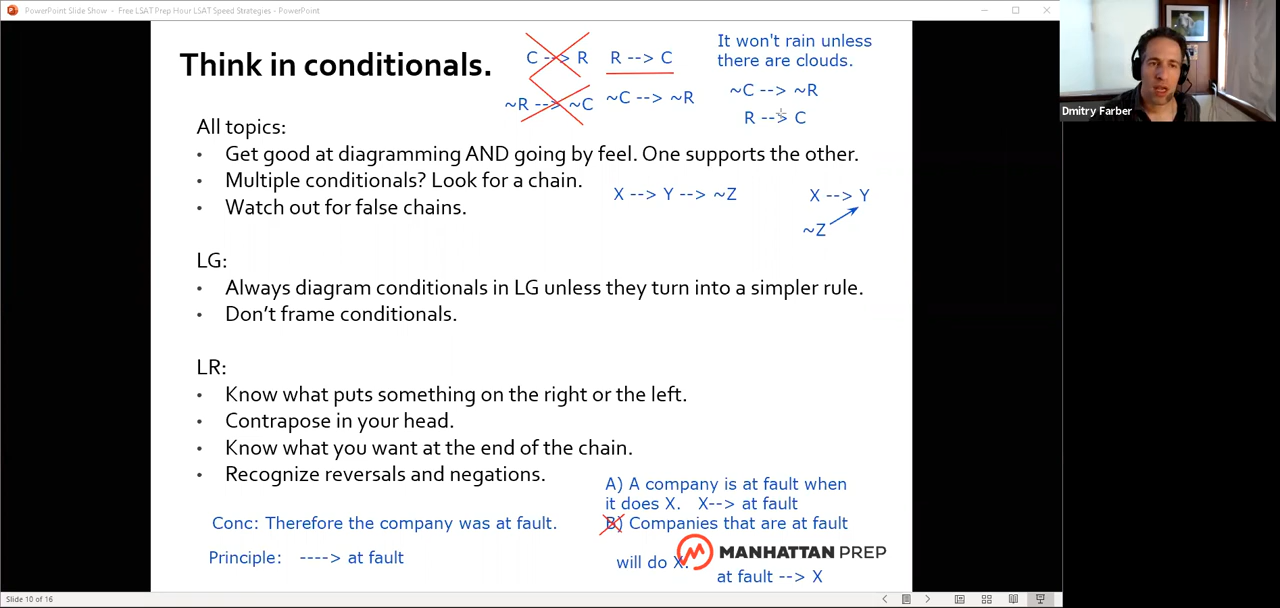 PowerPoint Slide Show - Free LSAT Prep Hour LSAT Speed Strategies - PowerPoint
Think in conditionals.
C --> R
R --> C
~R --> ~C
~C --> ~R
It won't rain unless
there are clouds.
~C --> ~R
R --> C
Dmitry Farber
All topics:
• Get good at diagramming AND going by feel. One supports the other.
• Multiple conditionals? Look for a chain.
X --> Y --> ~Z
X --> Y
• Watch out for false chains.
~Z
LG:
• Always diagram conditionals in LG unless they turn into a simpler rule.
• Don’t frame conditionals.
LR:
• Know what puts something on the right or the left.
• Contrapose in your head.
• Know what you want at the end of the chain.
• Recognize reversals and negations.
A) A company is at fault when
it does X. X--> at fault
Conc: Therefore the company was at fault.
B) Companies that are at fault
will do X.
Principle: ----> at fault
MANHATTAN PREP
at fault --> X
Slide 10 of 16